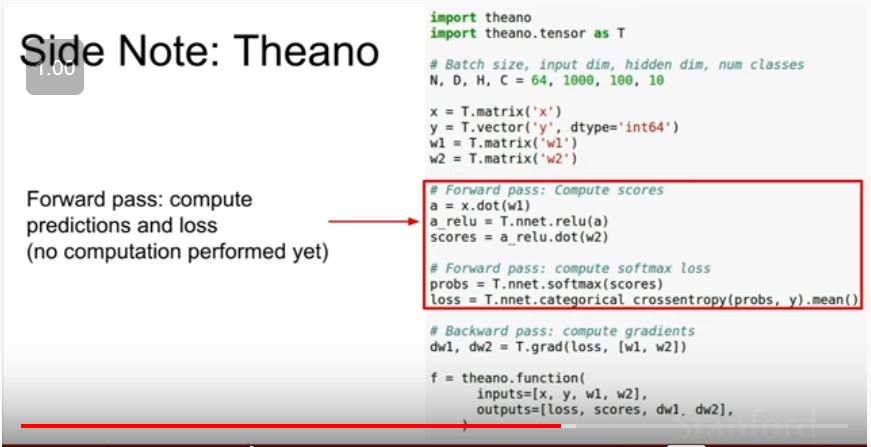 Side Note: Theano
1.00
Forward pass: compute
predictions and loss
(no computation performed yet)
import theano
import theano.tensor as T
# Batch size, input dim, hidden dim, num classes
N, D, H, C = 64, 1000, 100, 10
x = T.matrix('x')
y = T.vector('y', dtype='int64')
w1 = T.matrix('w1')
w2 = T.matrix('w2')
# Forward pass: Compute scores
a = x.dot(w1)
a_relu = T.nnet.relu(a)
scores = a_relu.dot(w2)
# Forward pass: compute softmax loss
probs = T.nnet.softmax(scores)
loss = T.nnet.categorical_crossentropy(probs, y).mean()
# Backward pass: compute gradients
dw1, dw2 = T.grad(loss, [w1, w2])
f = theano.function(
inputs=[x, y, w1, w2],
outputs=[loss, scores, dw1, dw2],
)
Stanford